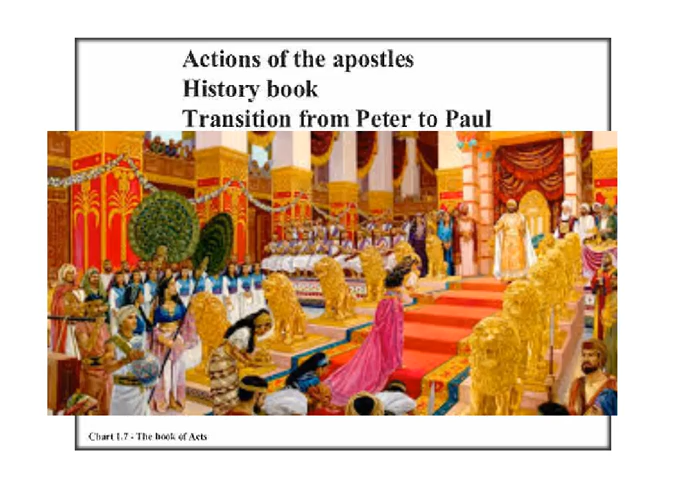 Actions of the apostles
History book
Transition from Peter to Paul
Chart 1.7 - The book of Acts